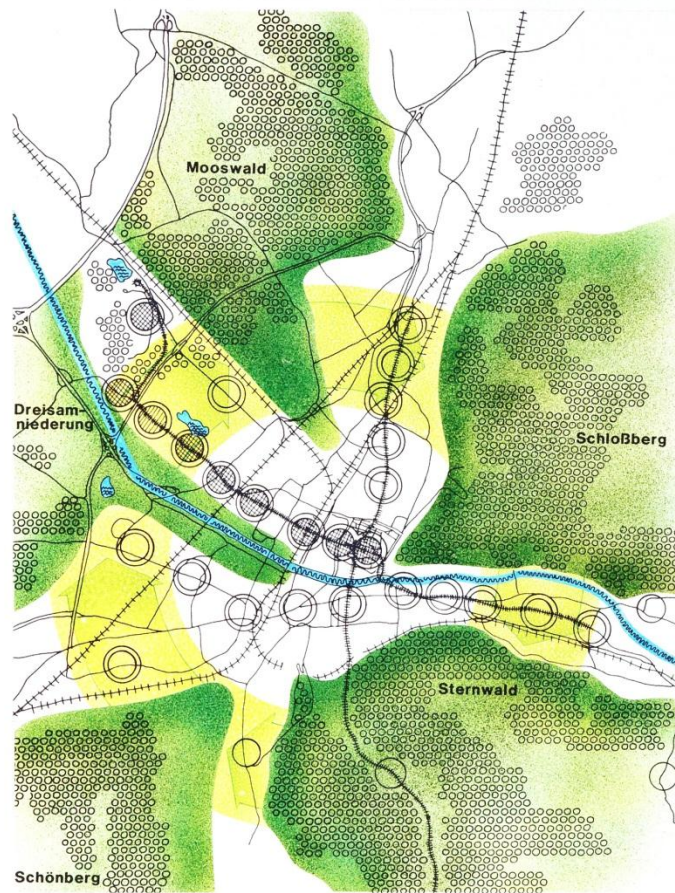 Mooswald
Dreisam-
niederung
Schloßberg
Sternwald
Schönberg